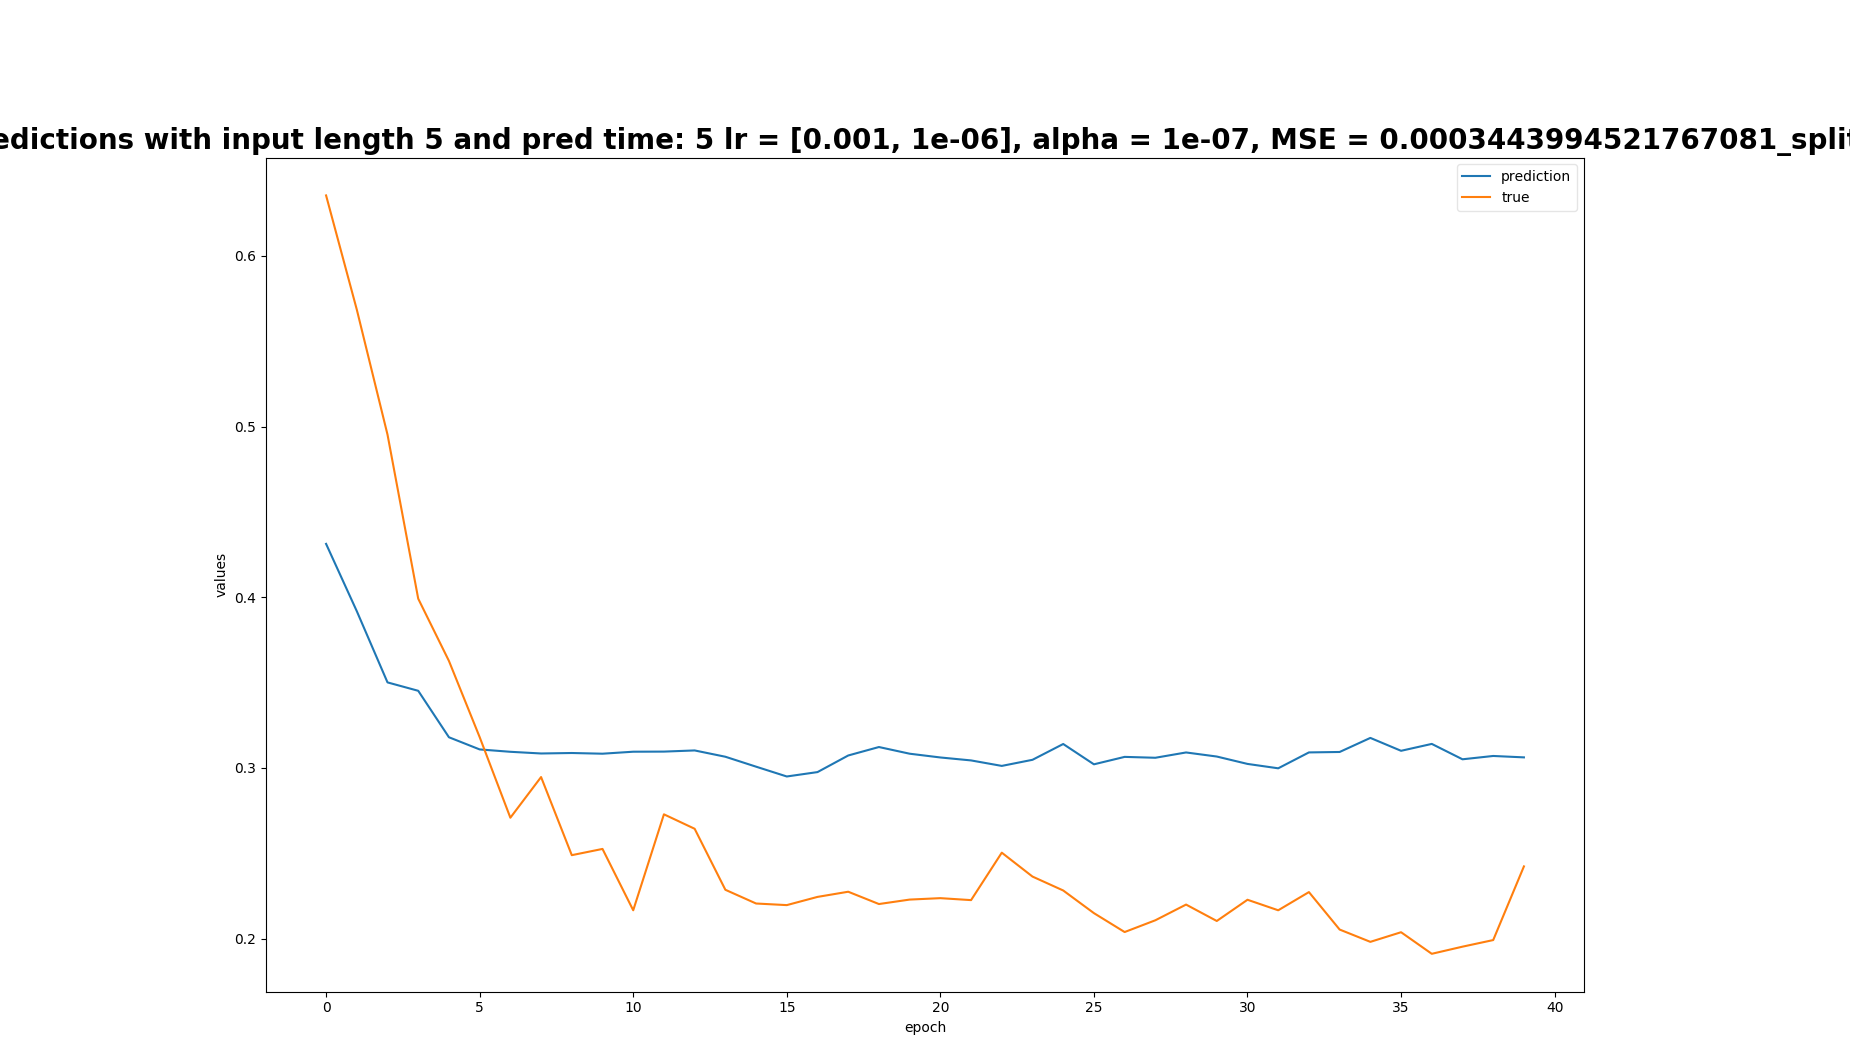 edictions with input length 5 and pred time: 5 lr = [0.001, 1e-06], alpha = 1e-07, MSE = 0.0003443994521767081_split
prediction
true
0.6
0.5
0.4
0.3
0.2
values
0 5 10 15 20 25 30 35 40
epoch